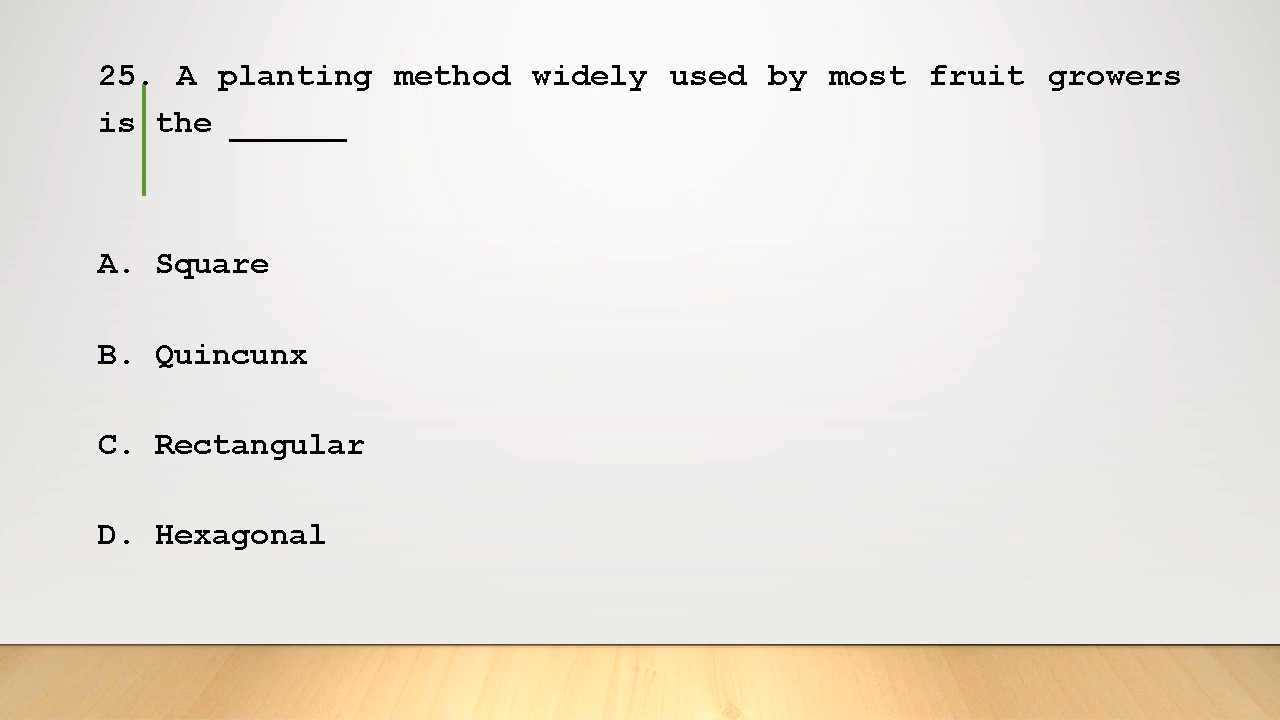 25. A planting method widely used by most fruit growers
is the ______
A. Square
B. Quincunx
C. Rectangular
D. Hexagonal